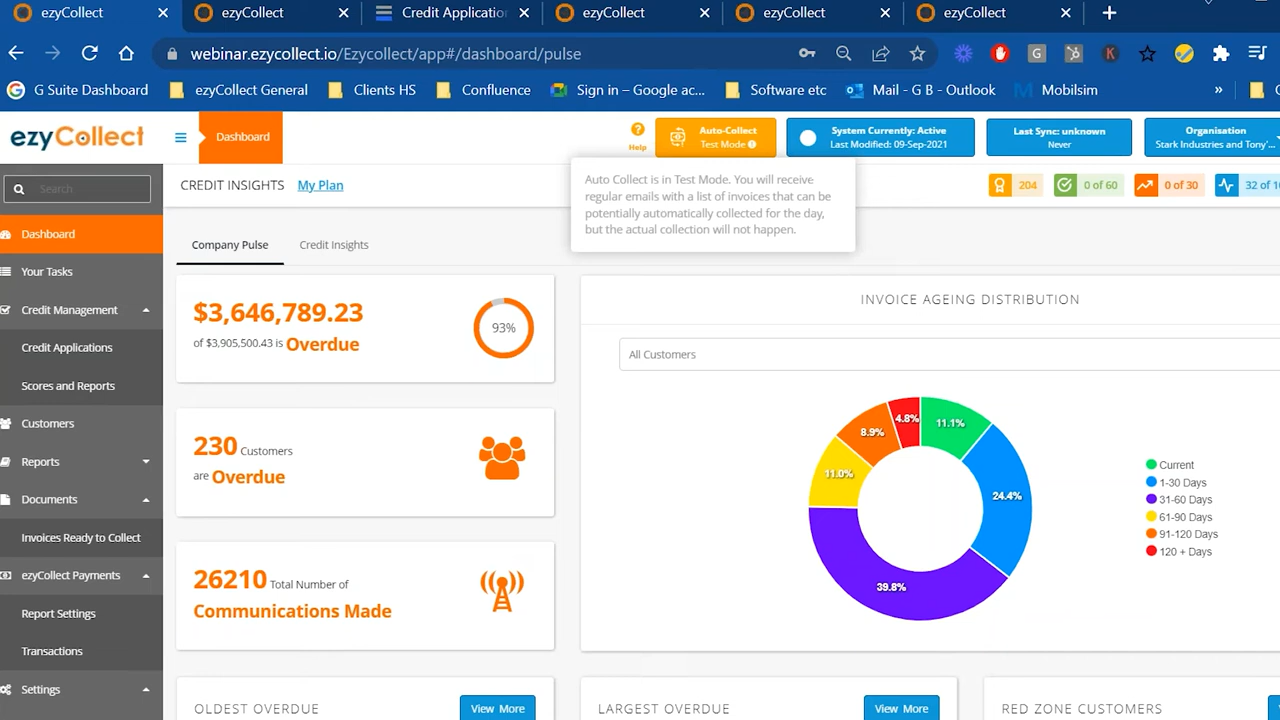 ezyCollect
ezyCollect
Credit Applicatio
ezyCollect
ezyCollect
ezyCollect
webinar.ezycollect.io/Ezycollect/app#/dashboard/pulse
G
K
G Suite Dashboard
ezyCollect General
Clients HS
Confluence
Sign in – Google ac...
Software etc
Mail - G B - Outlook
Mobilsim
»
ezyCollect
Dashboard
Help
Auto-Collect
Test Mode
System Currently: Active
Last Modified: 09-Sep-2021
Last Sync: unknown
Never
Organisation
Stark Industries and Tony'...
Search
CREDIT INSIGHTS
My Plan
Auto Collect is in Test Mode. You will receive
regular emails with a list of invoices that can be
potentially automatically collected for the day,
but the actual collection will not happen.
204
0 of 60
0 of 30
32 of 10
Dashboard
Your Tasks
Credit Management
Credit Applications
Scores and Reports
Customers
Reports
Documents
Invoices Ready to Collect
ezyCollect Payments
Report Settings
Transactions
Settings
Company Pulse
Credit Insights
$3,646,789.23
of $3,905,500.43 is Overdue
93%
230 Customers
are Overdue
26210 Total Number of
Communications Made
INVOICE AGEING DISTRIBUTION
All Customers
4.8%
11.1%
8.9%
11.0%
24.4%
39.8%
Current
1-30 Days
31-60 Days
61-90 Days
91-120 Days
120 + Days
OLDEST OVERDUE
View More
LARGEST OVERDUE
View More
RED ZONE CUSTOMERS